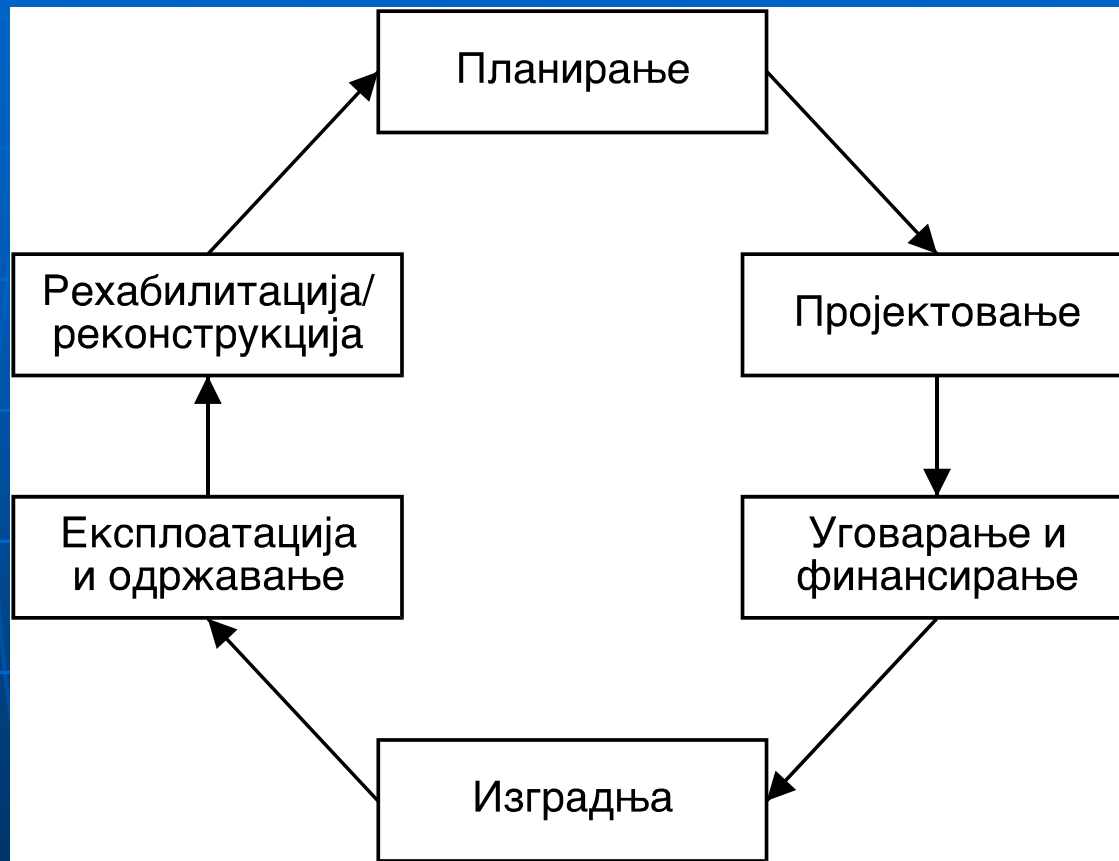 Планирање
Пројектовање
Уговарање и
финансирање
Изградња
Експлоатација
и одржавање
Рехабилитација/
реконструкција